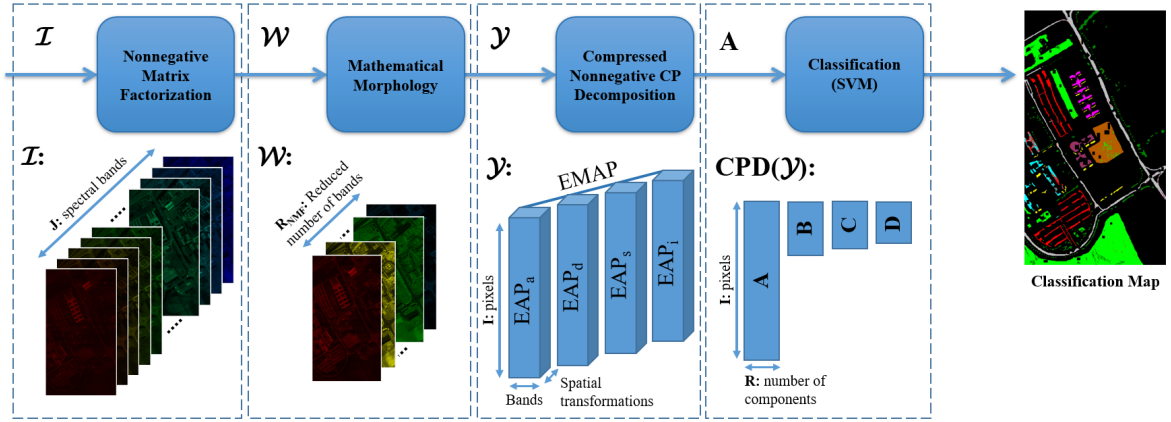 𝓘
Nonnegative
Matrix
Factorization
𝓦
Mathematical
Morphology
𝓨
Compressed
Nonnegative CP
Decomposition
A
Classification
(SVM)
𝓘:
J: spectral bands
𝓦:
R_NMF: Reduced
number of bands
𝓨:
EMAP
I: pixels
EAP_a
EAP_d
EAP_s
EAP_i
Bands
Spatial
transformations
CPD(𝓨):
I: pixels
A
B
C
D
R: number of
components
Classification Map